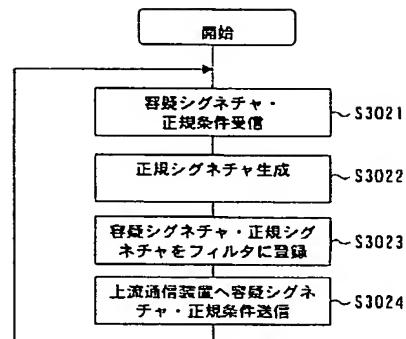 開始
容疑シグネチャ・
正規条件受信
S3021
正規シグネチャ生成
S3022
容疑シグネチャ・正規シグ
ネチャをフィルタに登録
S3023
上流通信装置へ容疑シグネ
チャ・正規条件送信
S3024